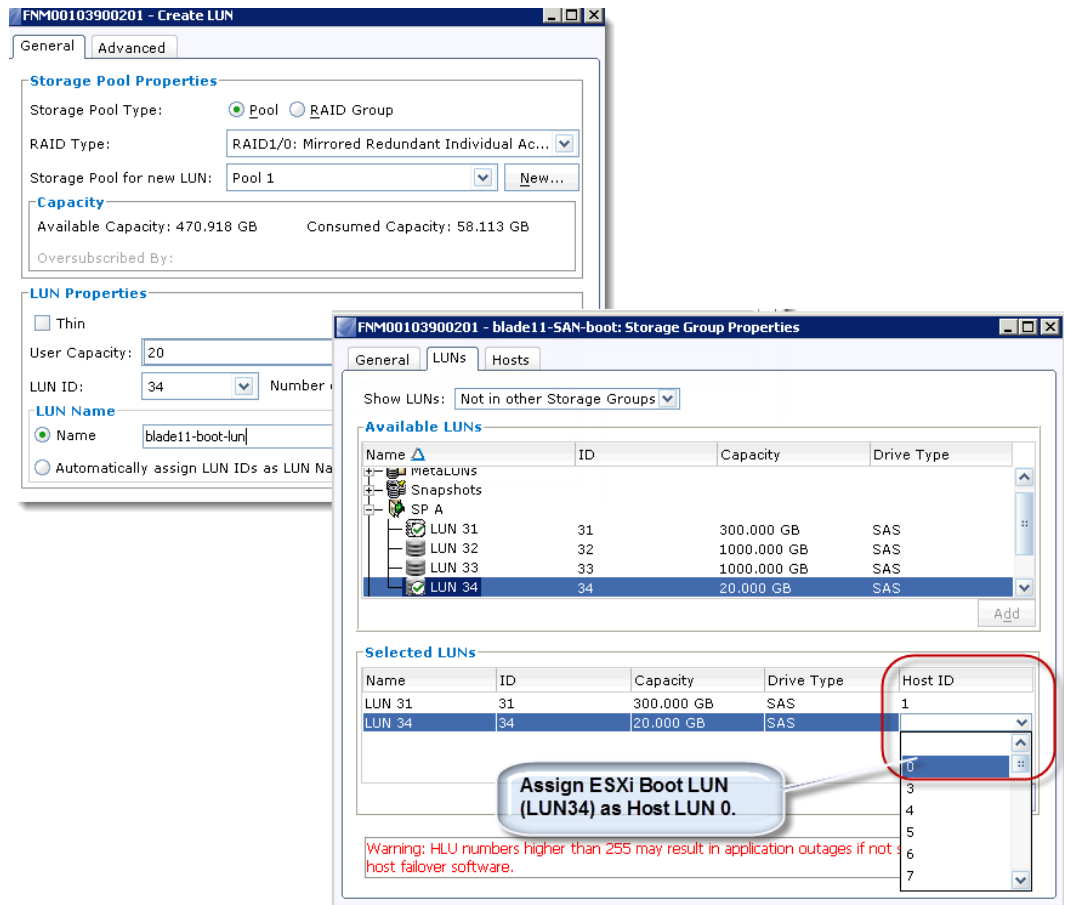 FNM00103900201 - Create LUN
General Advanced
Storage Pool Properties
Storage Pool Type: Pool RAID Group
RAID Type: RAID1/0: Mirrored Redundant Individual Ac...
Storage Pool for new LUN: Pool 1 New...
Capacity
Available Capacity: 470.918 GB Consumed Capacity: 58.113 GB
Oversubscribed By:
LUN Properties
Thin
User Capacity: 20
LUN ID: 34 Number
LUN Name
Name blade11-boot-lun
Automatically assign LUN IDs as LUN Na
FNM00103900201 - blade11-SAN-boot: Storage Group Properties
General LUNs Hosts
Show LUNs: Not in other Storage Groups
Available LUNs
Name ID Capacity Drive Type
MetaLUNs
Snapshots
SP A
LUN 31 31 300.000 GB SAS
LUN 32 32 1000.000 GB SAS
LUN 33 33 1000.000 GB SAS
LUN 34 34 20.000 GB SAS
Add
Selected LUNs
Name ID Capacity Drive Type Host ID
LUN 31 31 300.000 GB SAS 1
LUN 34 34 20.000 GB SAS
0
3
4
5
6
7
Assign ESXi Boot LUN
(LUN34) as Host LUN 0.
Warning: HLU numbers higher than 255 may result in application outages if not s
host failover software.